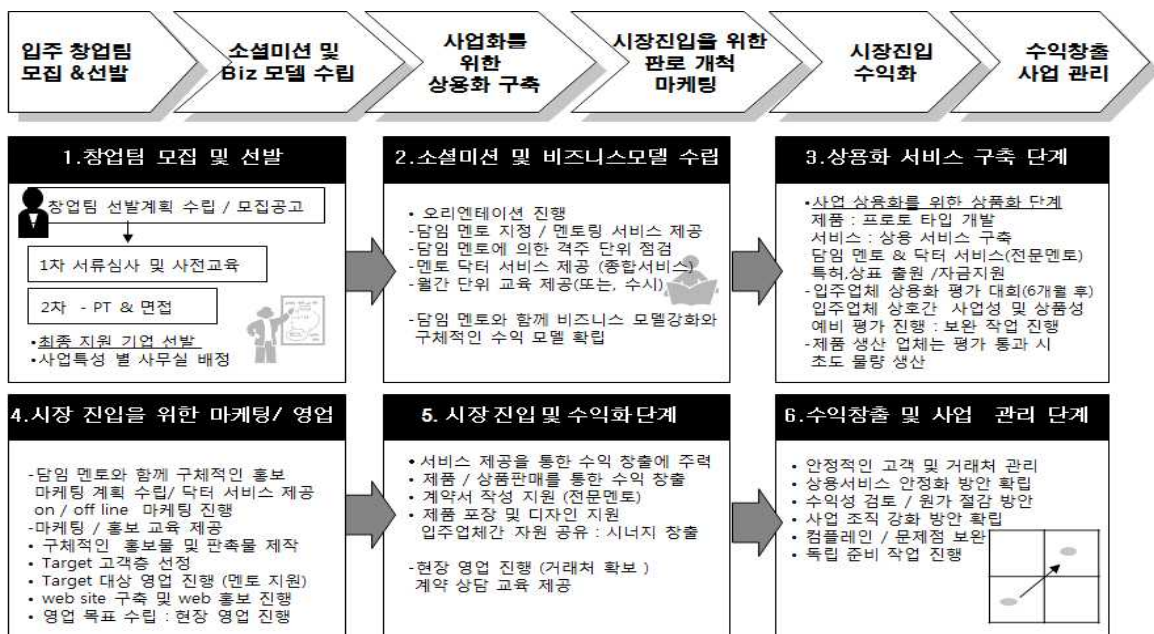 입주 창업팀
모집 &선발
소셜미션 및
Biz 모델 수립
사업화를
위한
상용화 구축
시장진입을 위한
판로 개척
마케팅
시장진입
수익화
수익창출
사업 관리
1.창업팀 모집 및 선발
창업팀 선발계획 수립 / 모집공고
1차 서류심사 및 사전교육
2차 - PT & 면접
•최종 지원 기업 선발
•사업특성 별 사무실 배정
2.소셜미션 및 비즈니스모델 수립
• 오리엔테이션 진행
-담임 멘토 지정 / 멘토링 서비스 제공
-담임 멘토에 의한 격주 단위 점검
-멘토 닥터 서비스 제공 (종합서비스)
-월간 단위 교육 제공(또는, 수시)
-담임 멘토와 함께 비즈니스 모델강화와
구체적인 수익 모델 확립
3.상용화 서비스 구축 단계
•사업 상용화를 위한 상품화 단계
제품 : 프로토 타입 개발
서비스 : 상용 서비스 구축
담임 멘토 & 닥터 서비스(전문멘토)
특허,상표 출원 /자금지원
-입주업체 상용화 평가 대회(6개월 후)
입주업체 상호간 사업성 및 상품성
예비 평가 진행 : 보완 작업 진행
-제품 생산 업체는 평가 통과 시
초도 물량 생산
4.시장 진입을 위한 마케팅/ 영업
-담임 멘토와 함께 구체적인 홍보
마케팅 계획 수립/ 닥터 서비스 제공
on / off line 마케팅 진행
-마케팅 / 홍보 교육 제공
• 구체적인 홍보물 및 판촉물 제작
• Target 고객층 선정
• Target 대상 영업 진행 (멘토 지원)
• web site 구축 및 web 홍보 진행
• 영업 목표 수립 : 현장 영업 진행
5. 시장 진입 및 수익화 단계
• 서비스 제공을 통한 수익 창출에 주력
• 제품 / 상품판매를 통한 수익 창출
• 계약서 작성 지원 (전문멘토)
• 제품 포장 및 디자인 지원
입주업체간 자원 공유 : 시너지 창출
-현장 영업 진행 (거래처 확보 )
계약 상담 교육 제공
6.수익창출 및 사업 관리 단계
• 안정적인 고객 및 거래처 관리
• 상용서비스 안정화 방안 확립
• 수익성 검토 / 원가 절감 방안
• 사업 조직 강화 방안 확립
• 컴플레인 / 문제점 보완
• 독립 준비 작업 진행